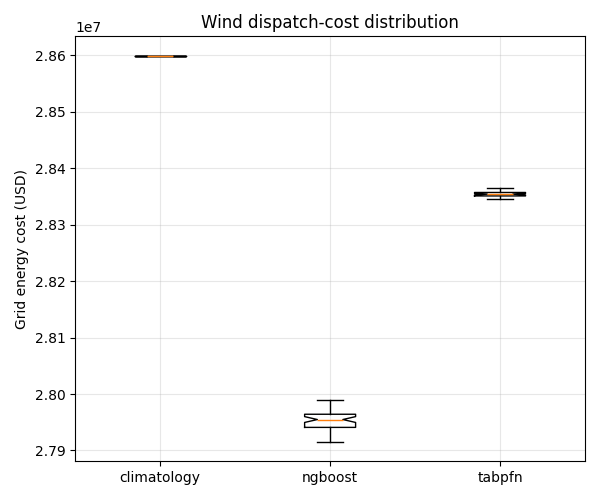 Wind dispatch-cost distribution
1e7
2.86
2.85
2.84
2.83
2.82
2.81
2.80
2.79
Grid energy cost (USD)
climatology
ngboost
tabpfn